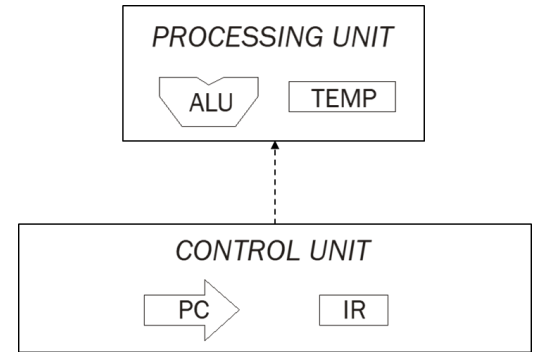 PROCESSING UNIT
ALU TEMP
CONTROL UNIT
PC IR